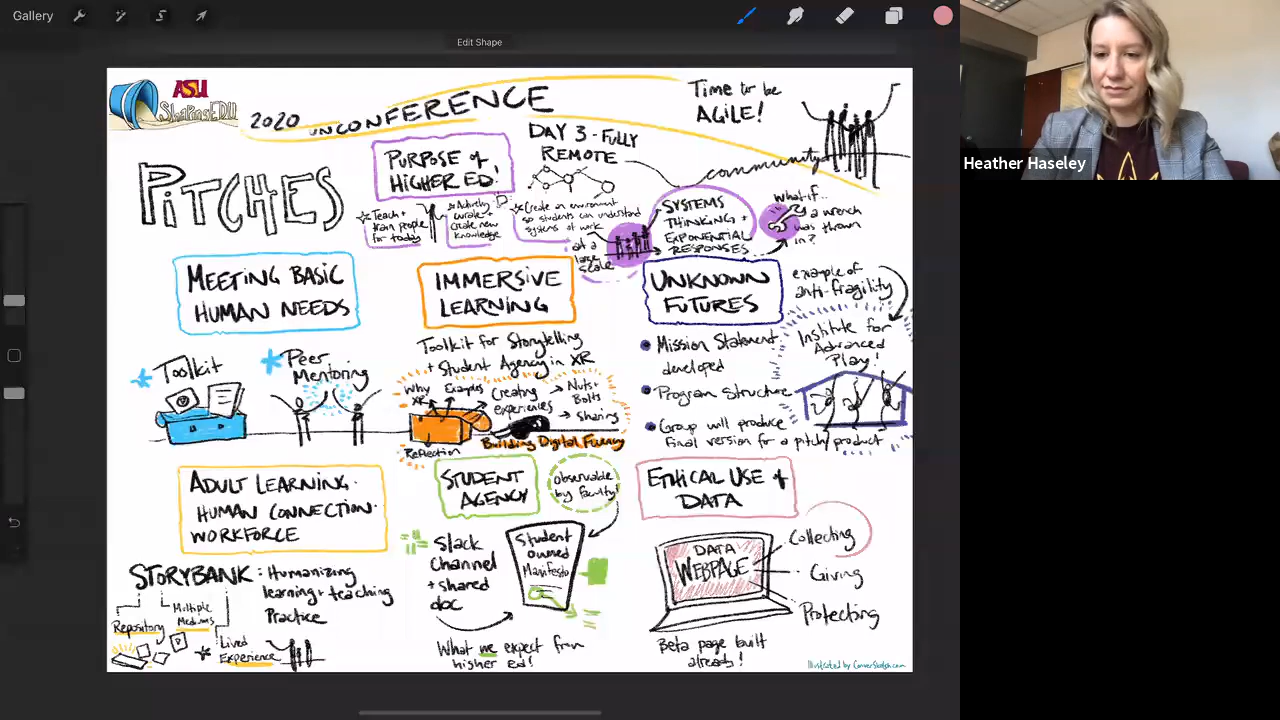 Gallery
Edit Shape
Heather Haseley
ASU
SharingEDU
2020 UNCONFERENCE
Time to be
AGILE!
PITCHES
DAY 3 - FULLY
REMOTE
community
PURPOSE of
HIGHER ED!
Teach +
train people
for today
Actively
curate +
create new
knowledge
Create an environment
so students can understand
systems at work
at a
large
scale
SYSTEMS
THINKING +
EXPONENTIAL
RESPONSES
what if...
a wrench
was thrown
in?
MEETING BASIC
HUMAN NEEDS
Toolkit
Peer
Mentoring
IMMERSIVE
LEARNING
Toolkit for Storytelling
+ Student Agency in XR
Why
XR
Examples
Creating
experiences
Nuts +
Bolts
Sharing
Reflection
Building Digital Fluency
UNKNOWN
FUTURES
example of
anti-fragility
Institute for
Advanced
Play!
Mission Statement
developed
Program Structure
Group will produce
Final version for a pitch/product
ADULT LEARNING.
HUMAN CONNECTION.
WORKFORCE
STORYBANK: Humanizing
learning + teaching
Practice
Repository
Multiple
Mediums
Lived
Experience
STUDENT
AGENCY
observable
by faculty!
Slack
Channel
+ shared
doc
Student
owned
Manifesto
What we expect from
higher ed!
ETHICAL USE of
DATA
DATA
WEBPAGE
Collecting
Giving
Protecting
Beta page built
already!
Illustrated by ConverSketch.com